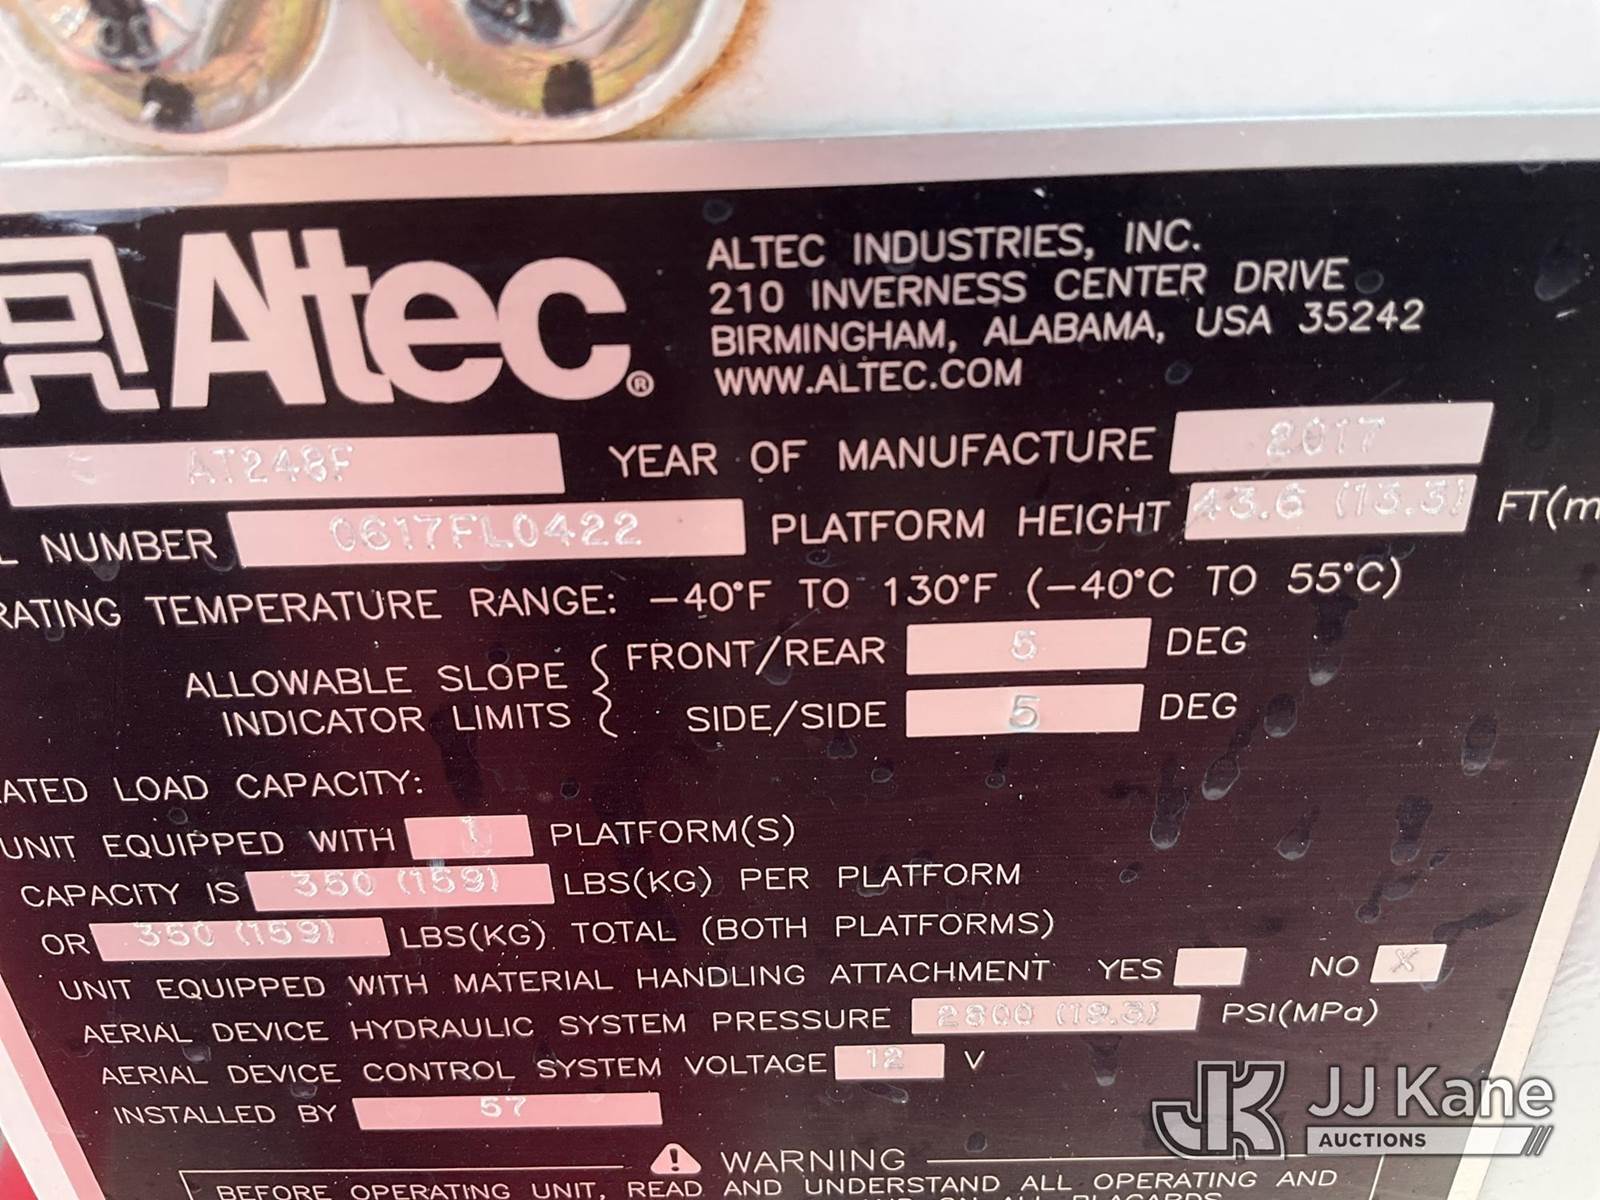 Altec®
ALTEC INDUSTRIES, INC.
210 INVERNESS CENTER DRIVE
BIRMINGHAM, ALABAMA, USA 35242
WWW.ALTEC.COM
AT248F YEAR OF MANUFACTURE 2017
L NUMBER 0617FL0422 PLATFORM HEIGHT 43.6 (13.3) FT(m
RATING TEMPERATURE RANGE: -40°F TO 130°F (-40°C TO 55°C)
ALLOWABLE SLOPE INDICATOR LIMITS { FRONT/REAR 5 DEG
SIDE/SIDE 5 DEG
ATED LOAD CAPACITY:
UNIT EQUIPPED WITH 1 PLATFORM(S)
CAPACITY IS 350 (159) LBS(KG) PER PLATFORM
OR 350 (159) LBS(KG) TOTAL (BOTH PLATFORMS)
UNIT EQUIPPED WITH MATERIAL HANDLING ATTACHMENT YES NO X
AERIAL DEVICE HYDRAULIC SYSTEM PRESSURE 2800 (19.3) PSI(MPa)
AERIAL DEVICE CONTROL SYSTEM VOLTAGE 12 V
INSTALLED BY 57
WARNING
BEFORE OPERATING UNIT, READ AND UNDERSTAND ALL OPERATING AND
ON ALL PLACARDS
JK JJ Kane
AUCTIONS